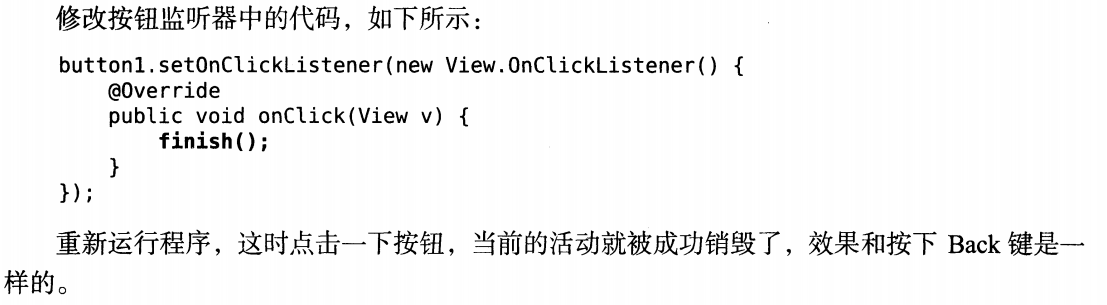 修改按钮监听器中的代码，如下所示：
button1.setOnClickListener(new View.OnClickListener() {
    @Override
    public void onClick(View v) {
        finish();
    }
});
重新运行程序，这时点击一下按钮，当前的活动就被成功销毁了，效果和按下 Back 键是一
样的。